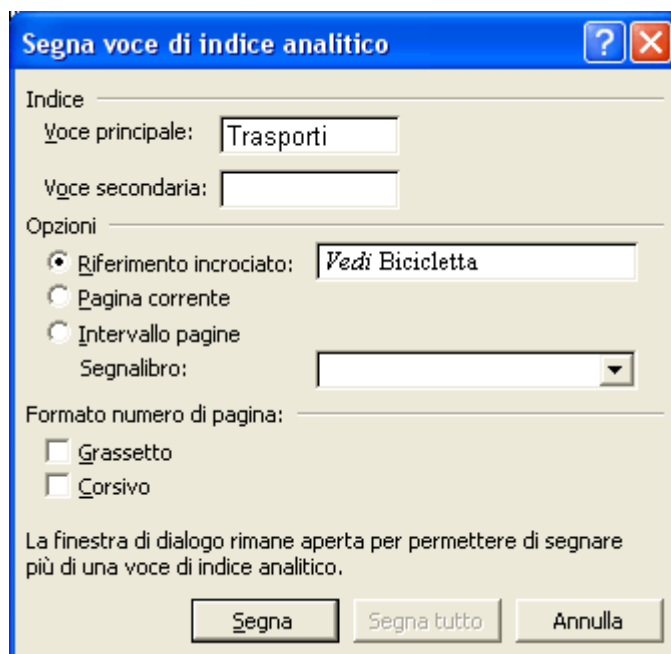 Segna voce di indice analitico
Indice
Voce principale: Trasporti
Voce secondaria:
Opzioni
Riferimento incrociato: Vedi Bicicletta
Pagina corrente
Intervallo pagine
Segnalibro:
Formato numero di pagina:
Grassetto
Corsivo
La finestra di dialogo rimane aperta per permettere di segnare
più di una voce di indice analitico.
Segna Segna tutto Annulla